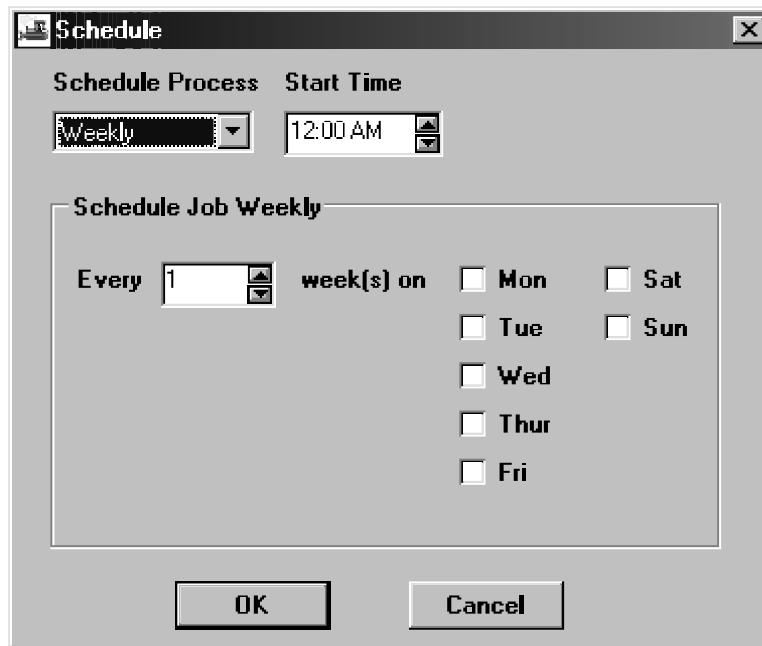 Schedule
Schedule Process Start Time
Weekly 12:00 AM
Schedule Job Weekly
Every 1 week(s) on Mon Sat
Tue Sun
Wed
Thur
Fri
OK Cancel